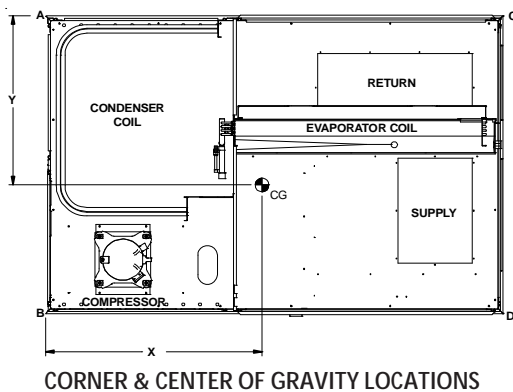 A
C
Y
CONDENSER
COIL
RETURN
EVAPORATOR COIL
CG
SUPPLY
COMPRESSOR
B
D
X
CORNER & CENTER OF GRAVITY LOCATIONS